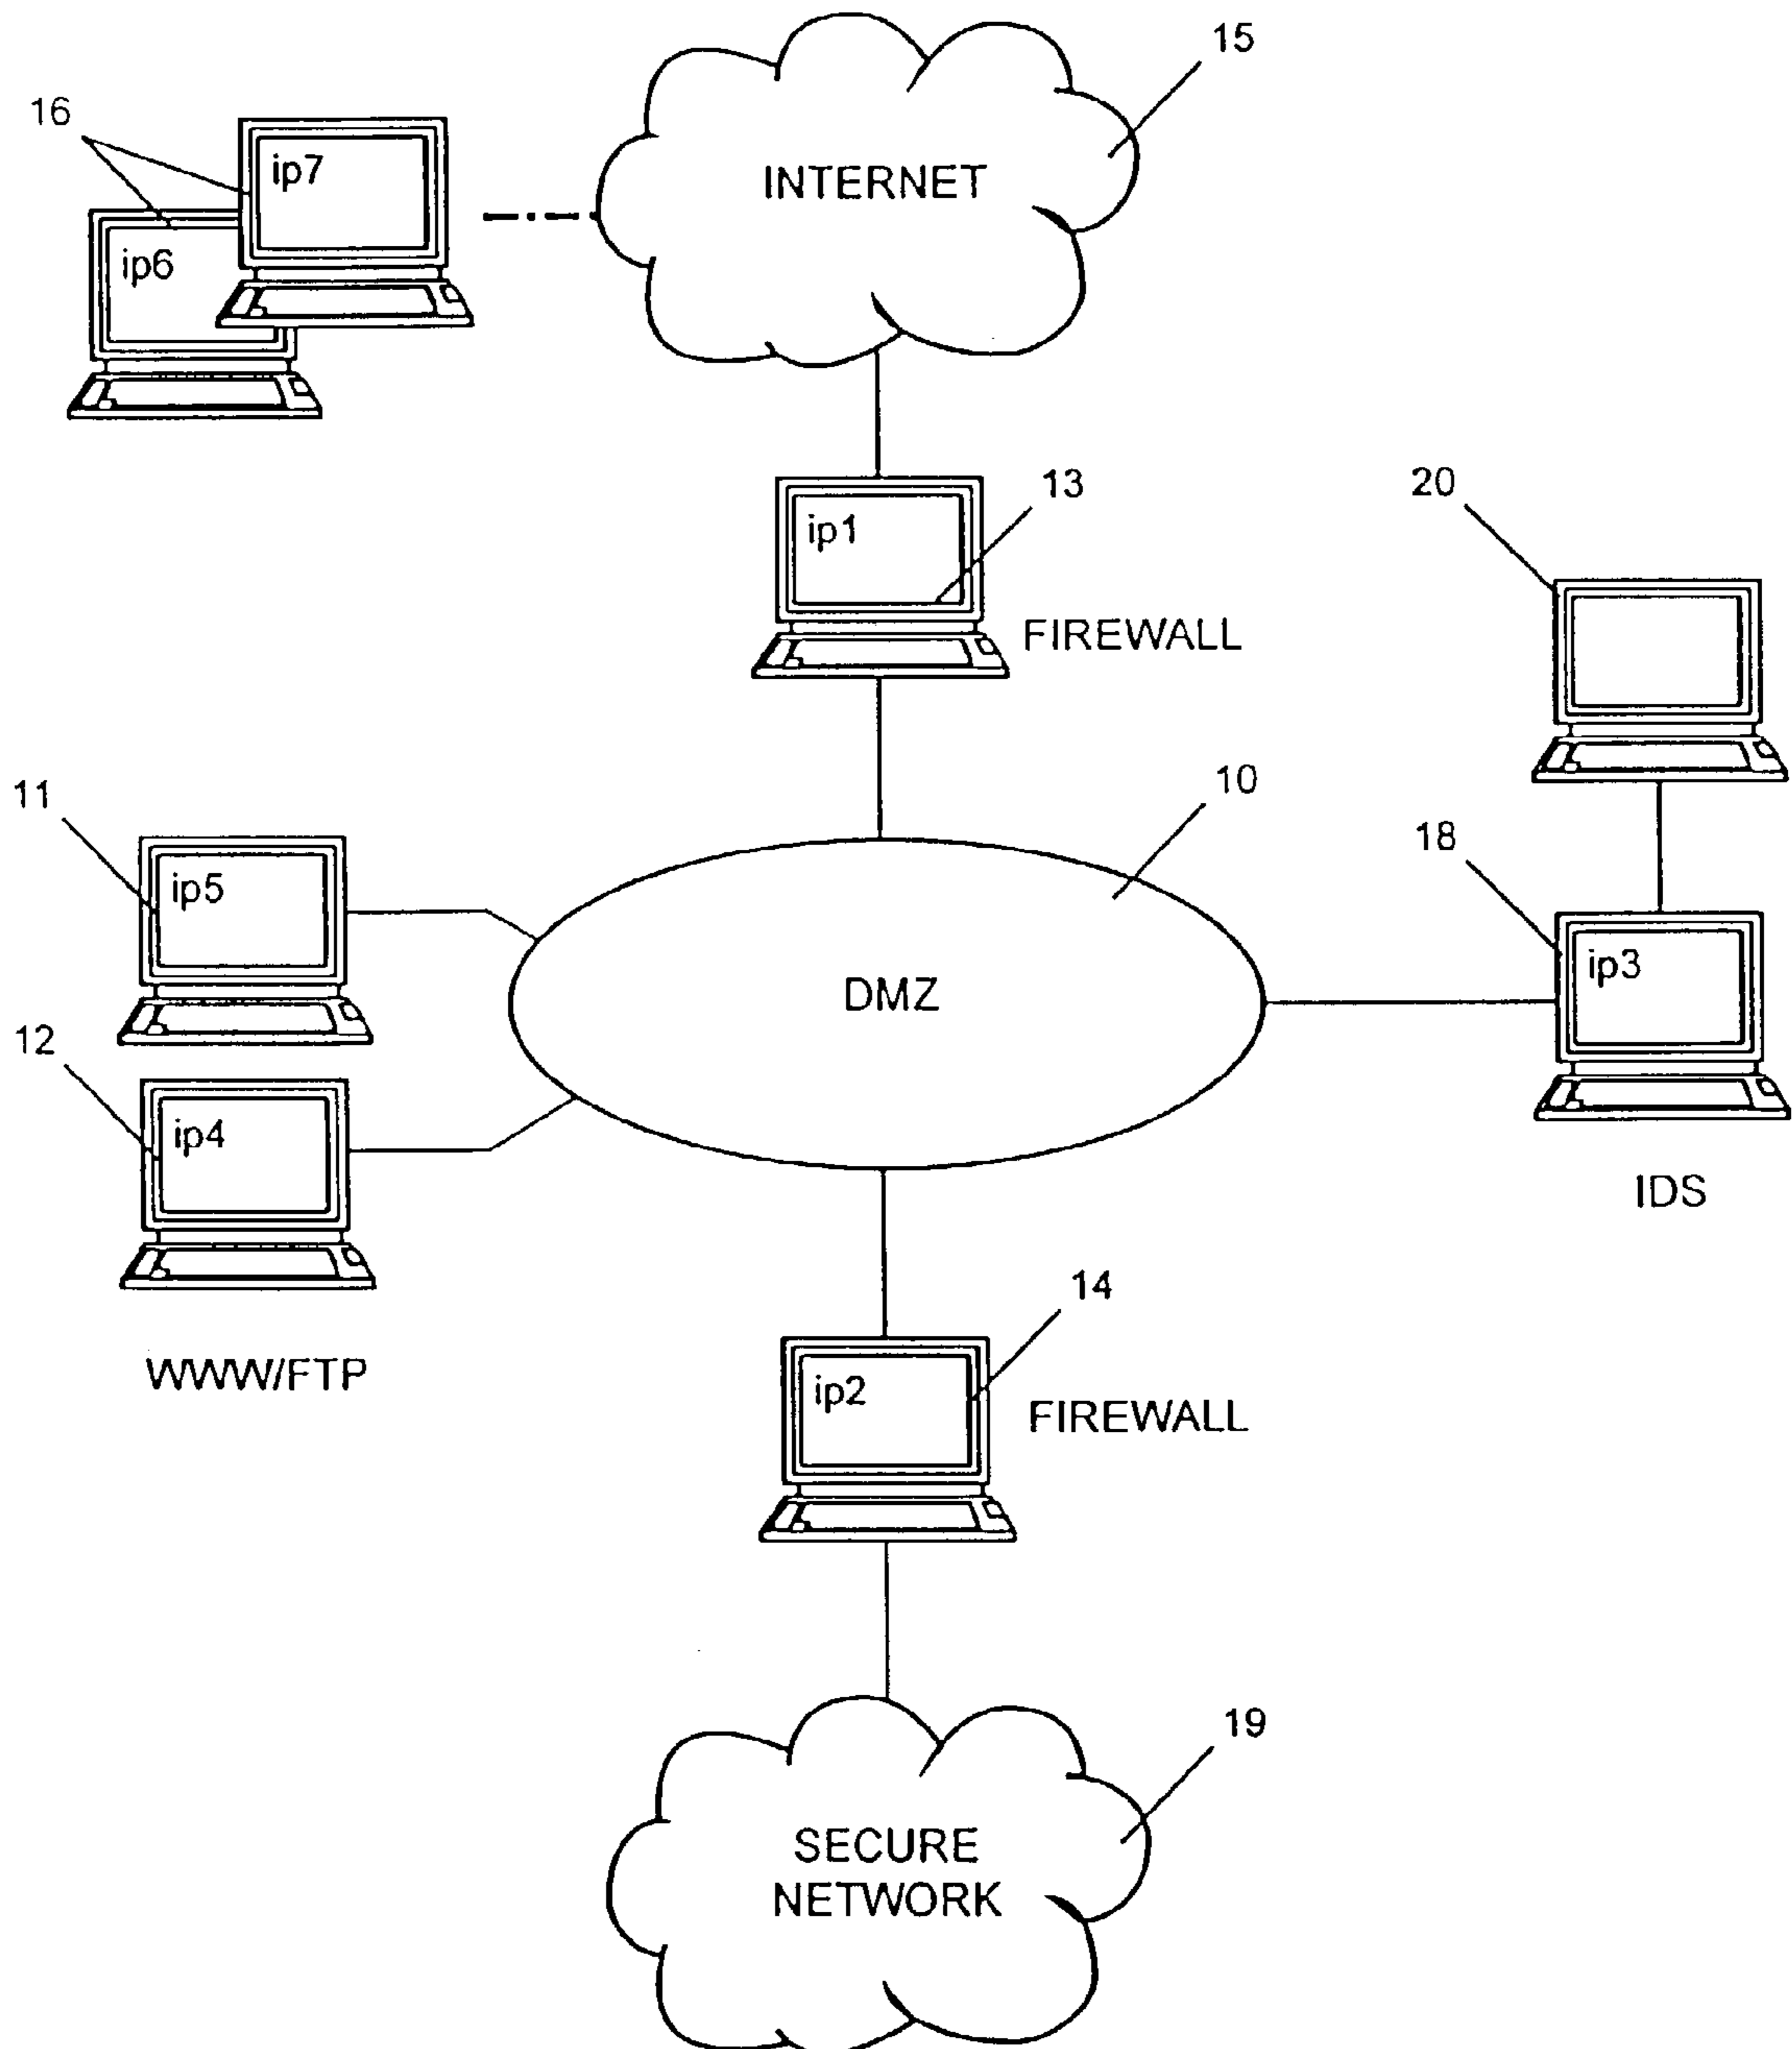 15
16
ip7
INTERNET
ip6
13
20
ip1
FIREWALL
10
11
18
ip5
ip3
DMZ
12
ip4
IDS
14
WWW/FTP
ip2
FIREWALL
19
SECURE
NETWORK